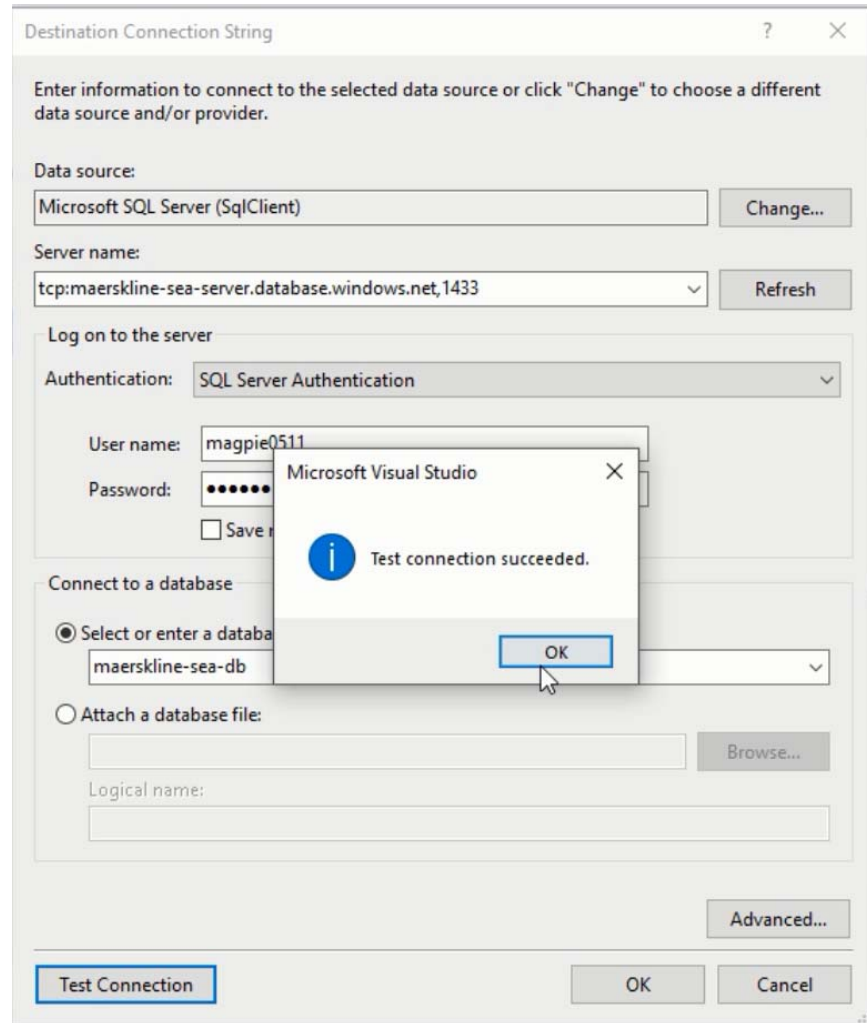 Destination Connection String
?
Enter information to connect to the selected data source or click "Change" to choose a different
data source and/or provider.
Data source:
Microsoft SQL Server (SqlClient)
Change...
Server name:
tcp:maerskline-sea-server.database.windows.net,1433
Refresh
Log on to the server
Authentication:
SQL Server Authentication
User name:
magpie0511
Password:
●●●●●●
Save
Microsoft Visual Studio
Test connection succeeded.
OK
Connect to a database
Select or enter a databa
maerskline-sea-db
Attach a database file:
Browse...
Logical name:
Advanced...
Test Connection
OK
Cancel